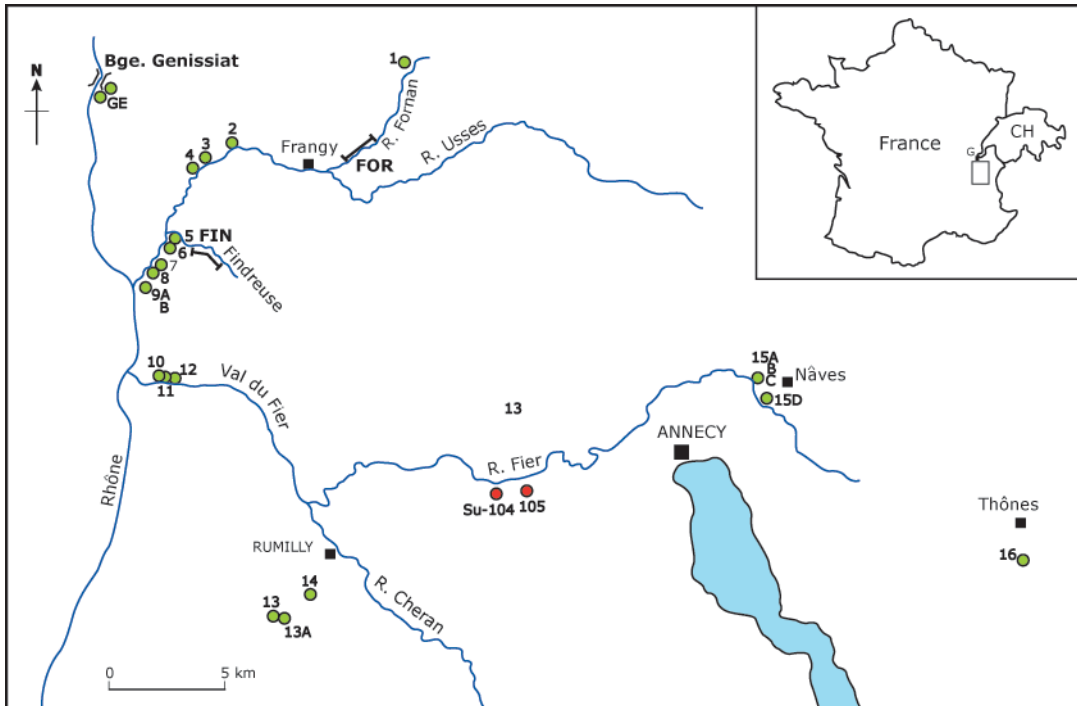 Bge. Genissiat
N
GE
1
R. Fornan
2
3
4
Frangy
FOR
R. Usses
France
CH
G
5
FIN
6
7
8
9A
B
Findreuse
10
11
12
Val du Fier
13
15A
B
C
Nâves
15D
ANNECY
R. Fier
Su-104
105
Rhône
Thônes
16
RUMILLY
14
13
13A
R. Cheran
0
5 km